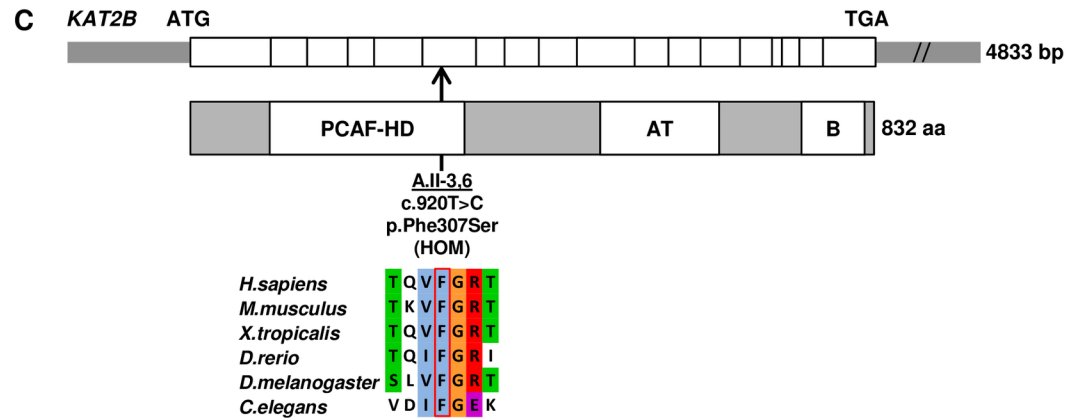 C KAT2B ATG TGA
// 4833 bp
PCAF-HD AT B 832 aa
A.II-3,6
c.920T>C
p.Phe307Ser
(HOM)
H.sapiens T Q V F G R T
M.musculus T K V F G R T
X.tropicalis T Q V F G R T
D.rerio T Q I F G R I
D.melanogaster S L V F G R T
C.elegans V D I F G E K